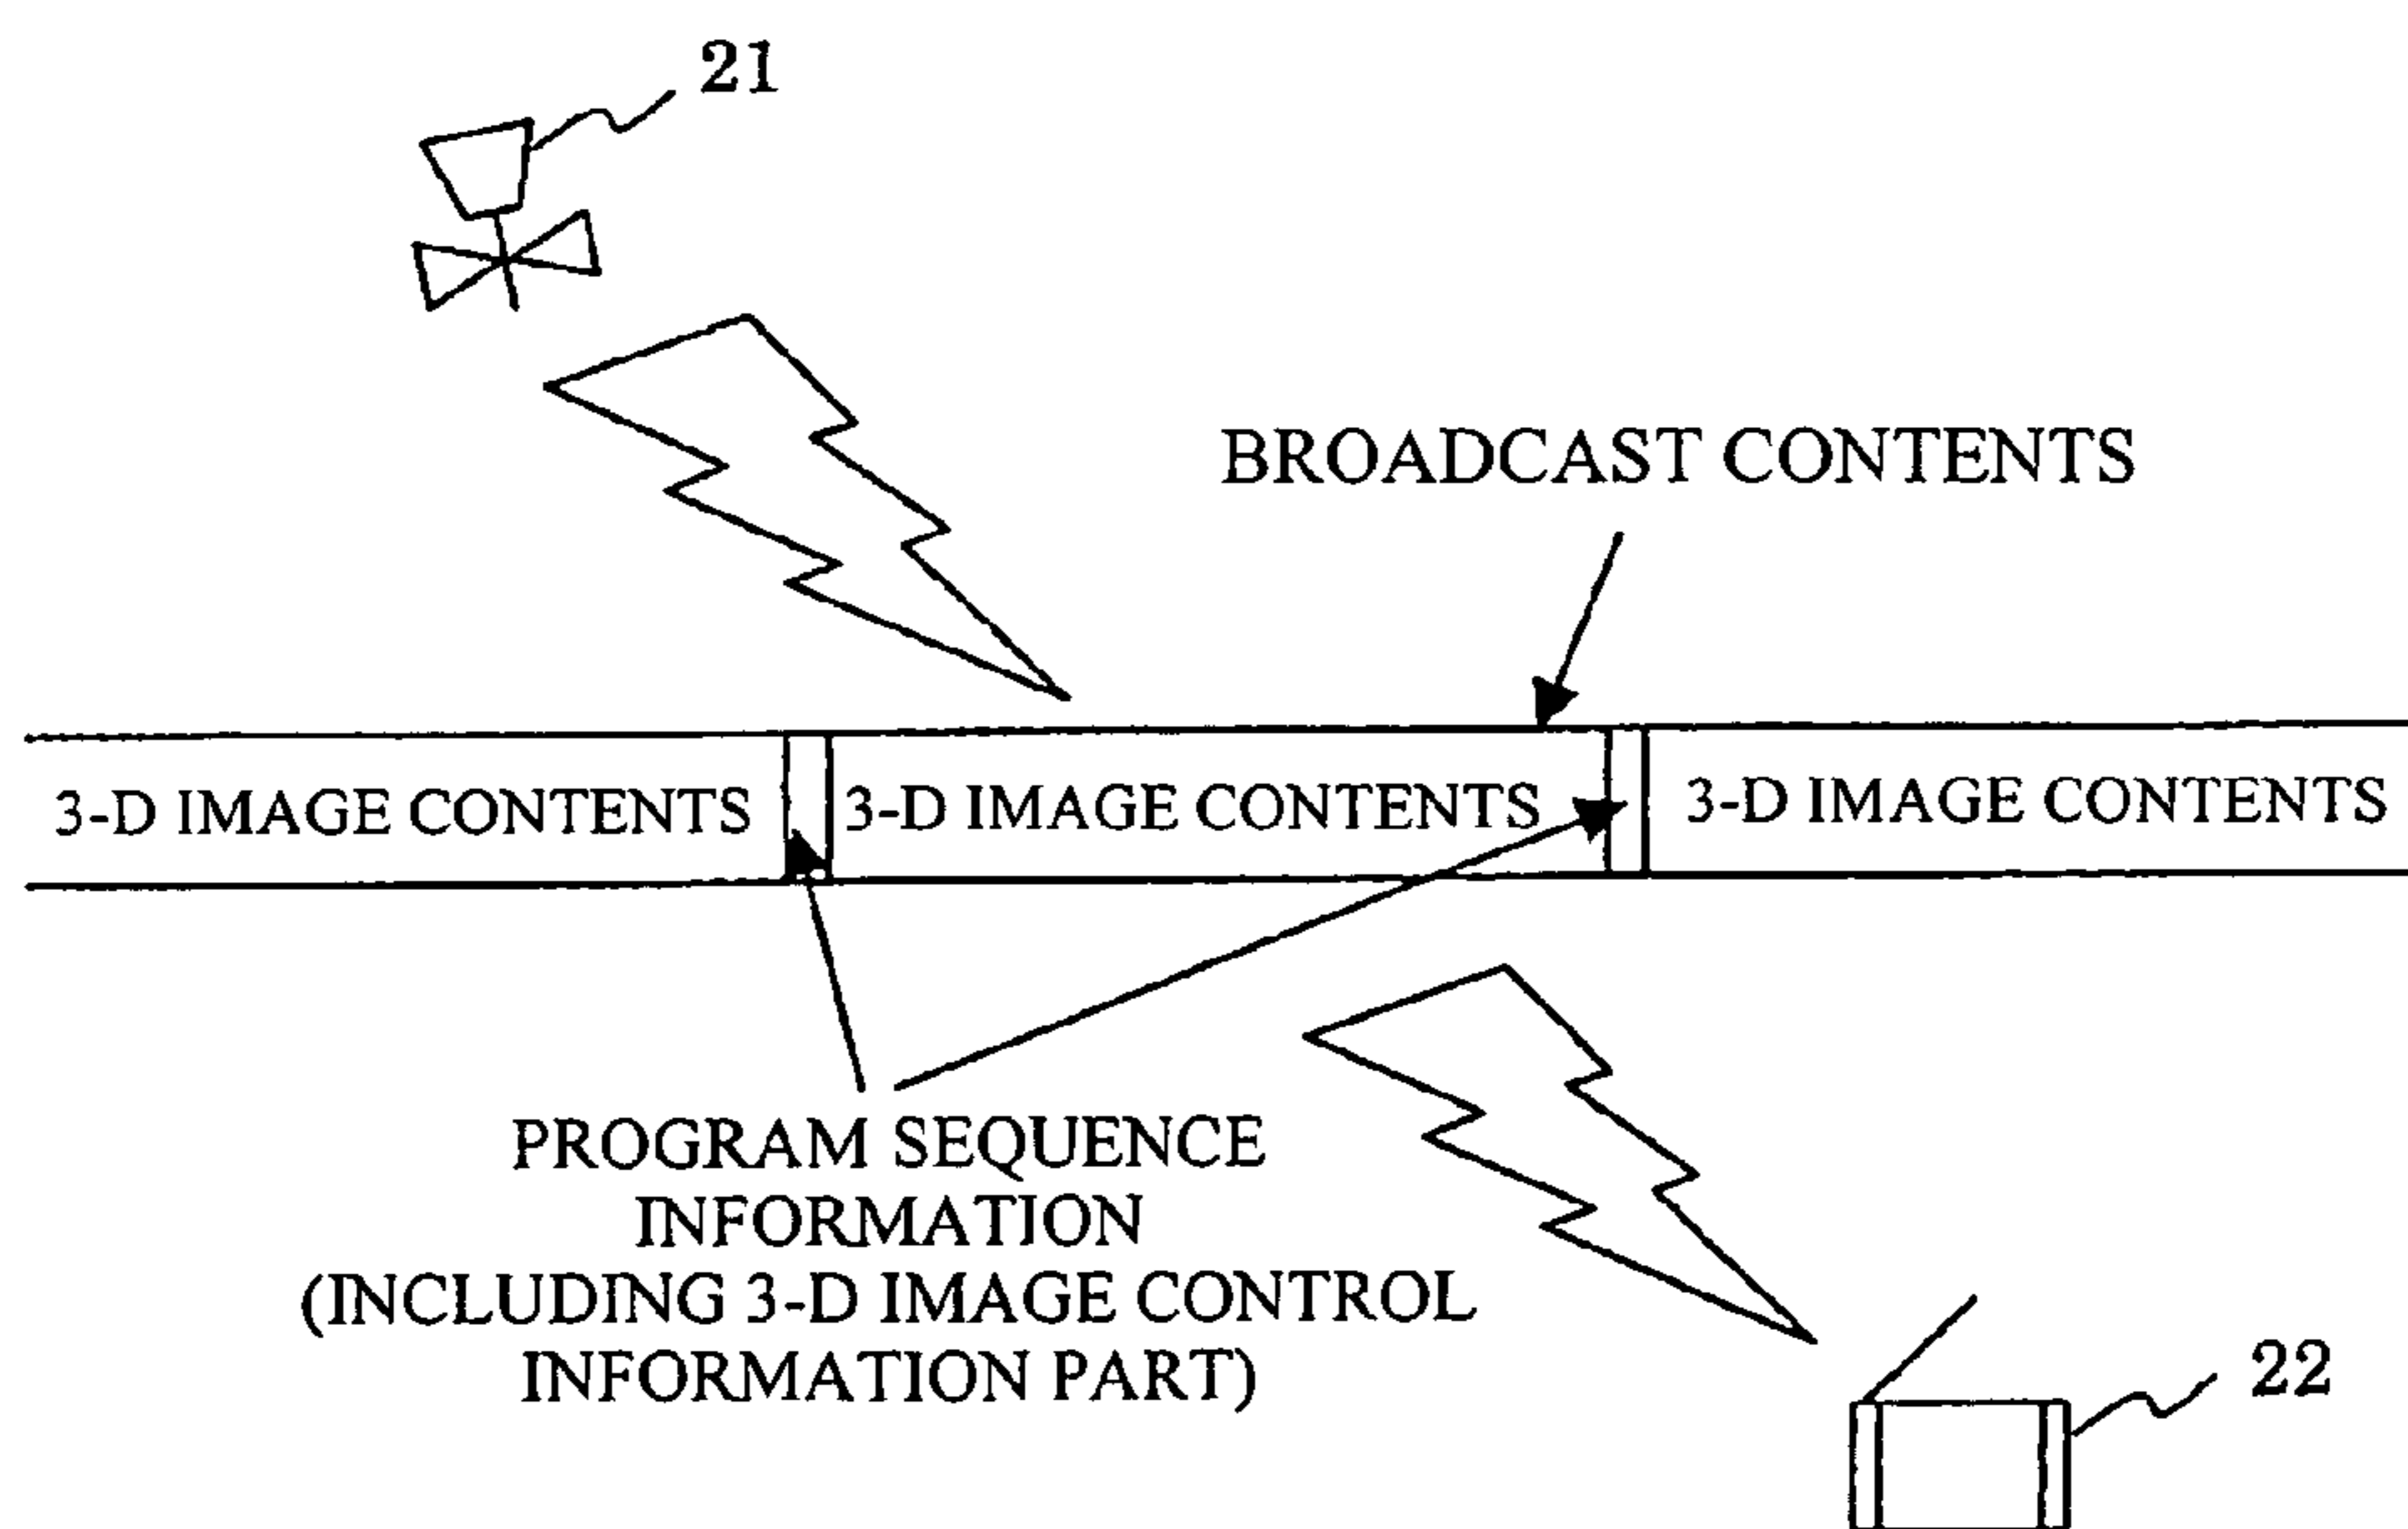 21
BROADCAST CONTENTS
3-D IMAGE CONTENTS 3-D IMAGE CONTENTS 3-D IMAGE CONTENTS
PROGRAM SEQUENCE
INFORMATION
(INCLUDING 3-D IMAGE CONTROL
INFORMATION PART)
22